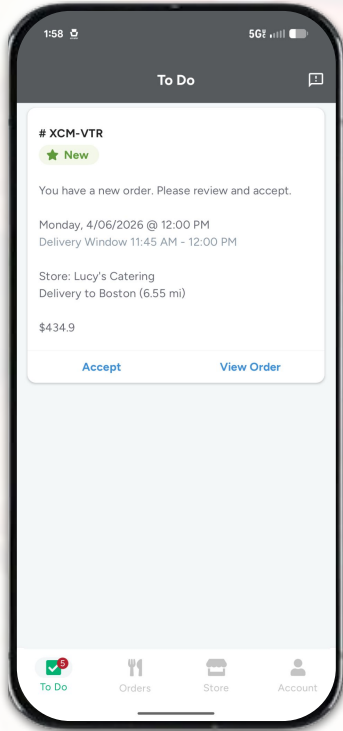 1:58
5G
To Do
# XCM-VTR
New
You have a new order. Please review and accept.
Monday, 4/06/2026 @ 12:00 PM
Delivery Window 11:45 AM - 12:00 PM
Store: Lucy's Catering
Delivery to Boston (6.55 mi)
$434.9
Accept View Order
5
To Do Orders Store Account